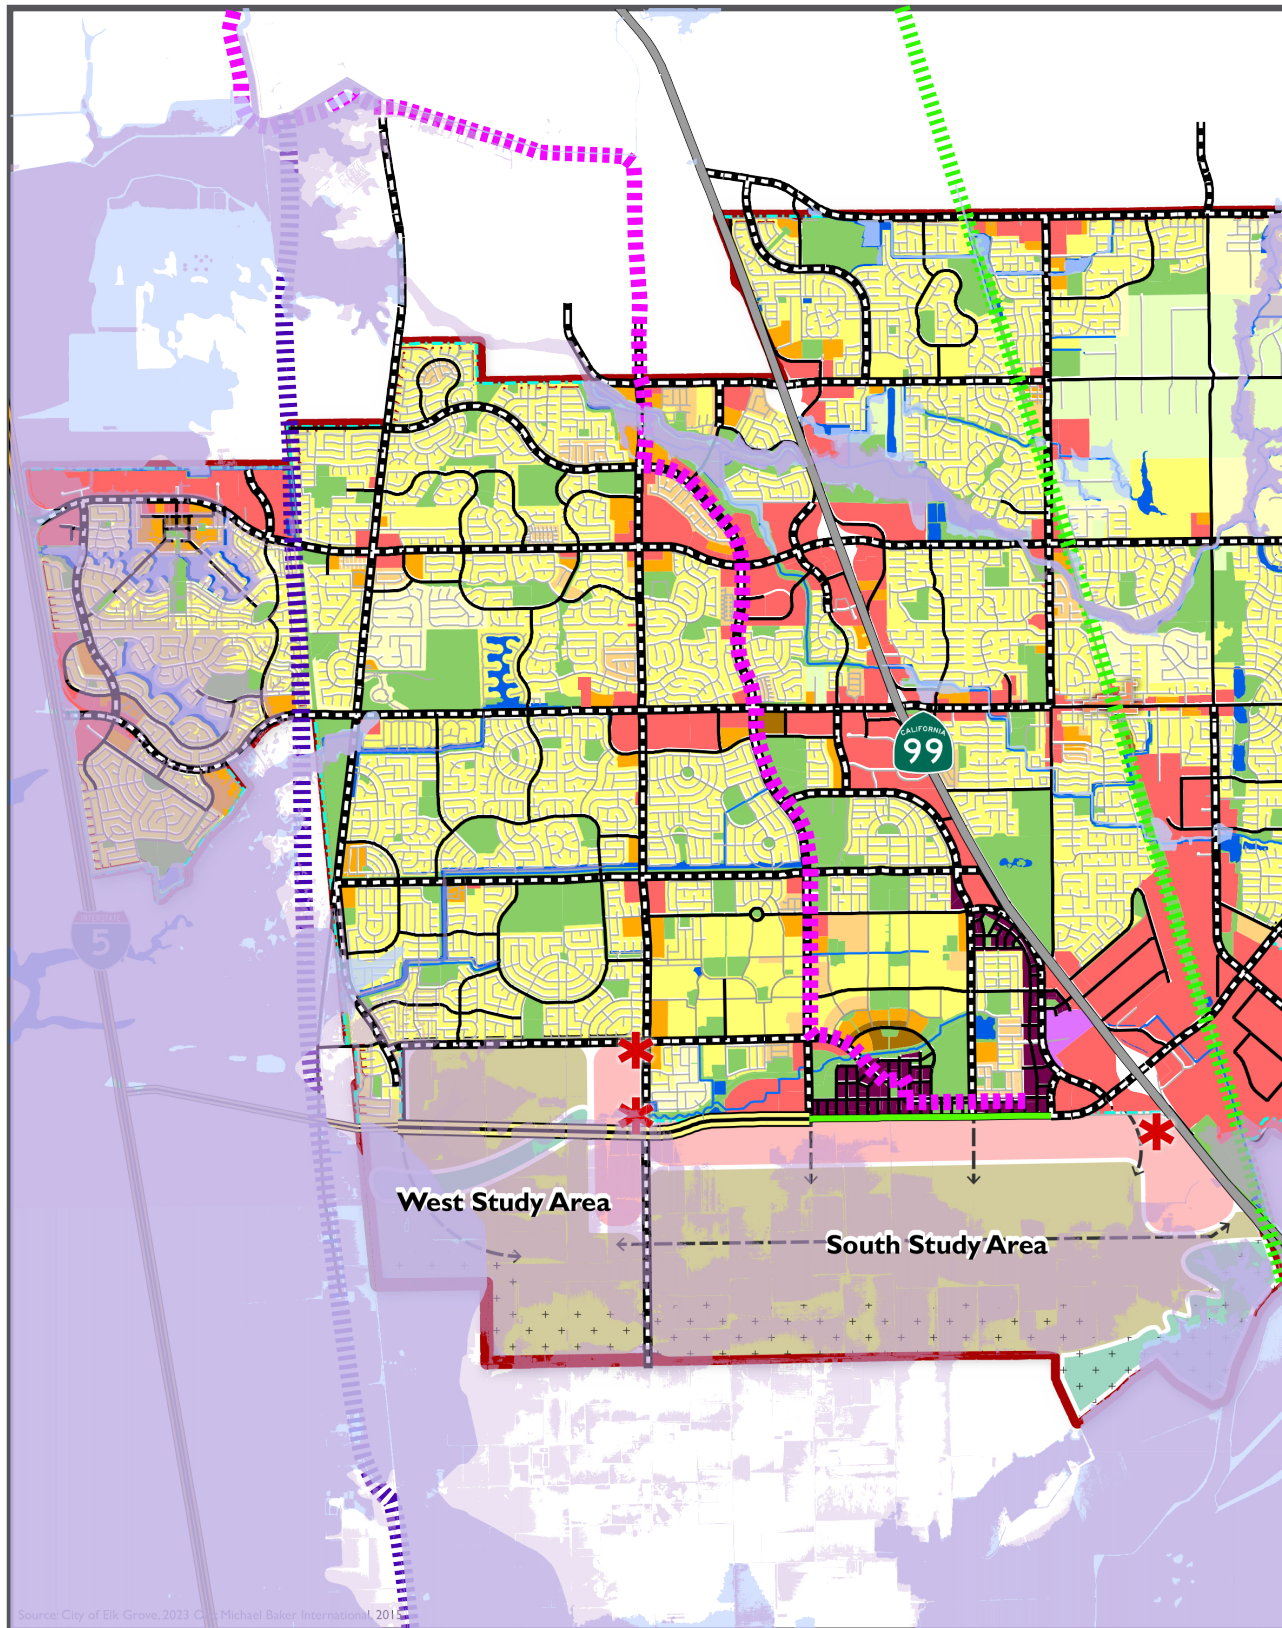 CALIFORNIA
99
INTERSTATE
5
West Study Area
South Study Area
Source: City of Elk Grove, 2023 C Michael Baker International, 2015